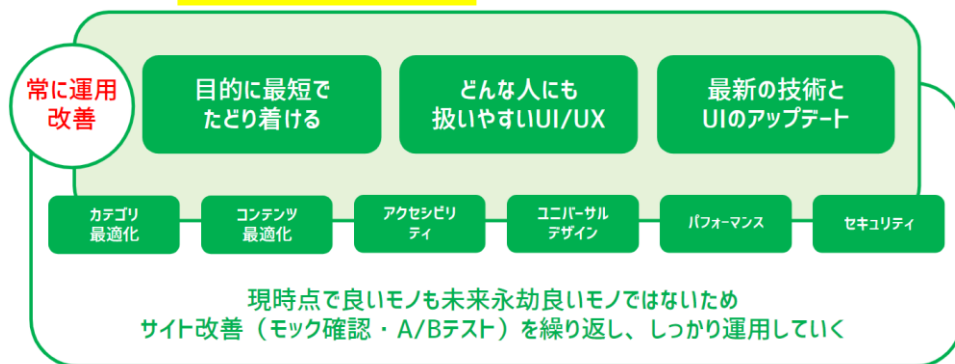 常に運用
改善
目的に最短で
たどり着ける
どんな人にも
扱いやすいUI/UX
最新の技術と
UIのアップデート
カテゴリ
最適化
コンテンツ
最適化
アクセシビリ
ティ
ユニバーサル
デザイン
パフォーマンス
セキュリティ
現時点で良いモノも未来永劫良いモノではないため
サイト改善（モック確認・A/Bテスト）を繰り返し、しっかり運用していく